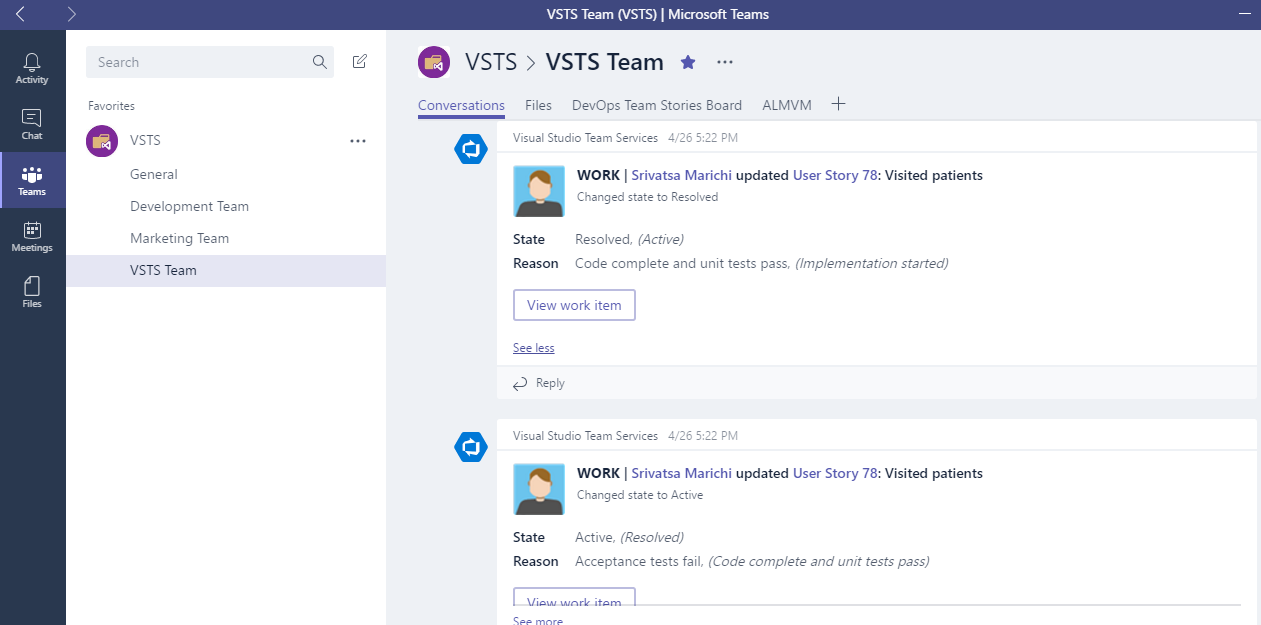 VSTS Team (VSTS) | Microsoft Teams
Activity
Chat
Teams
Meetings
Files
Search
Favorites
VSTS
General
Development Team
Marketing Team
VSTS Team
VSTS > VSTS Team
Conversations Files DevOps Team Stories Board ALMVM
Visual Studio Team Services 4/26 5:22 PM
WORK | Srivatsa Marichi updated User Story 78: Visited patients
Changed state to Resolved
State Resolved, (Active)
Reason Code complete and unit tests pass, (Implementation started)
View work item
See less
Reply
Visual Studio Team Services 4/26 5:22 PM
WORK | Srivatsa Marichi updated User Story 78: Visited patients
Changed state to Active
State Active, (Resolved)
Reason Acceptance tests fail, (Code complete and unit tests pass)
View work item
See more